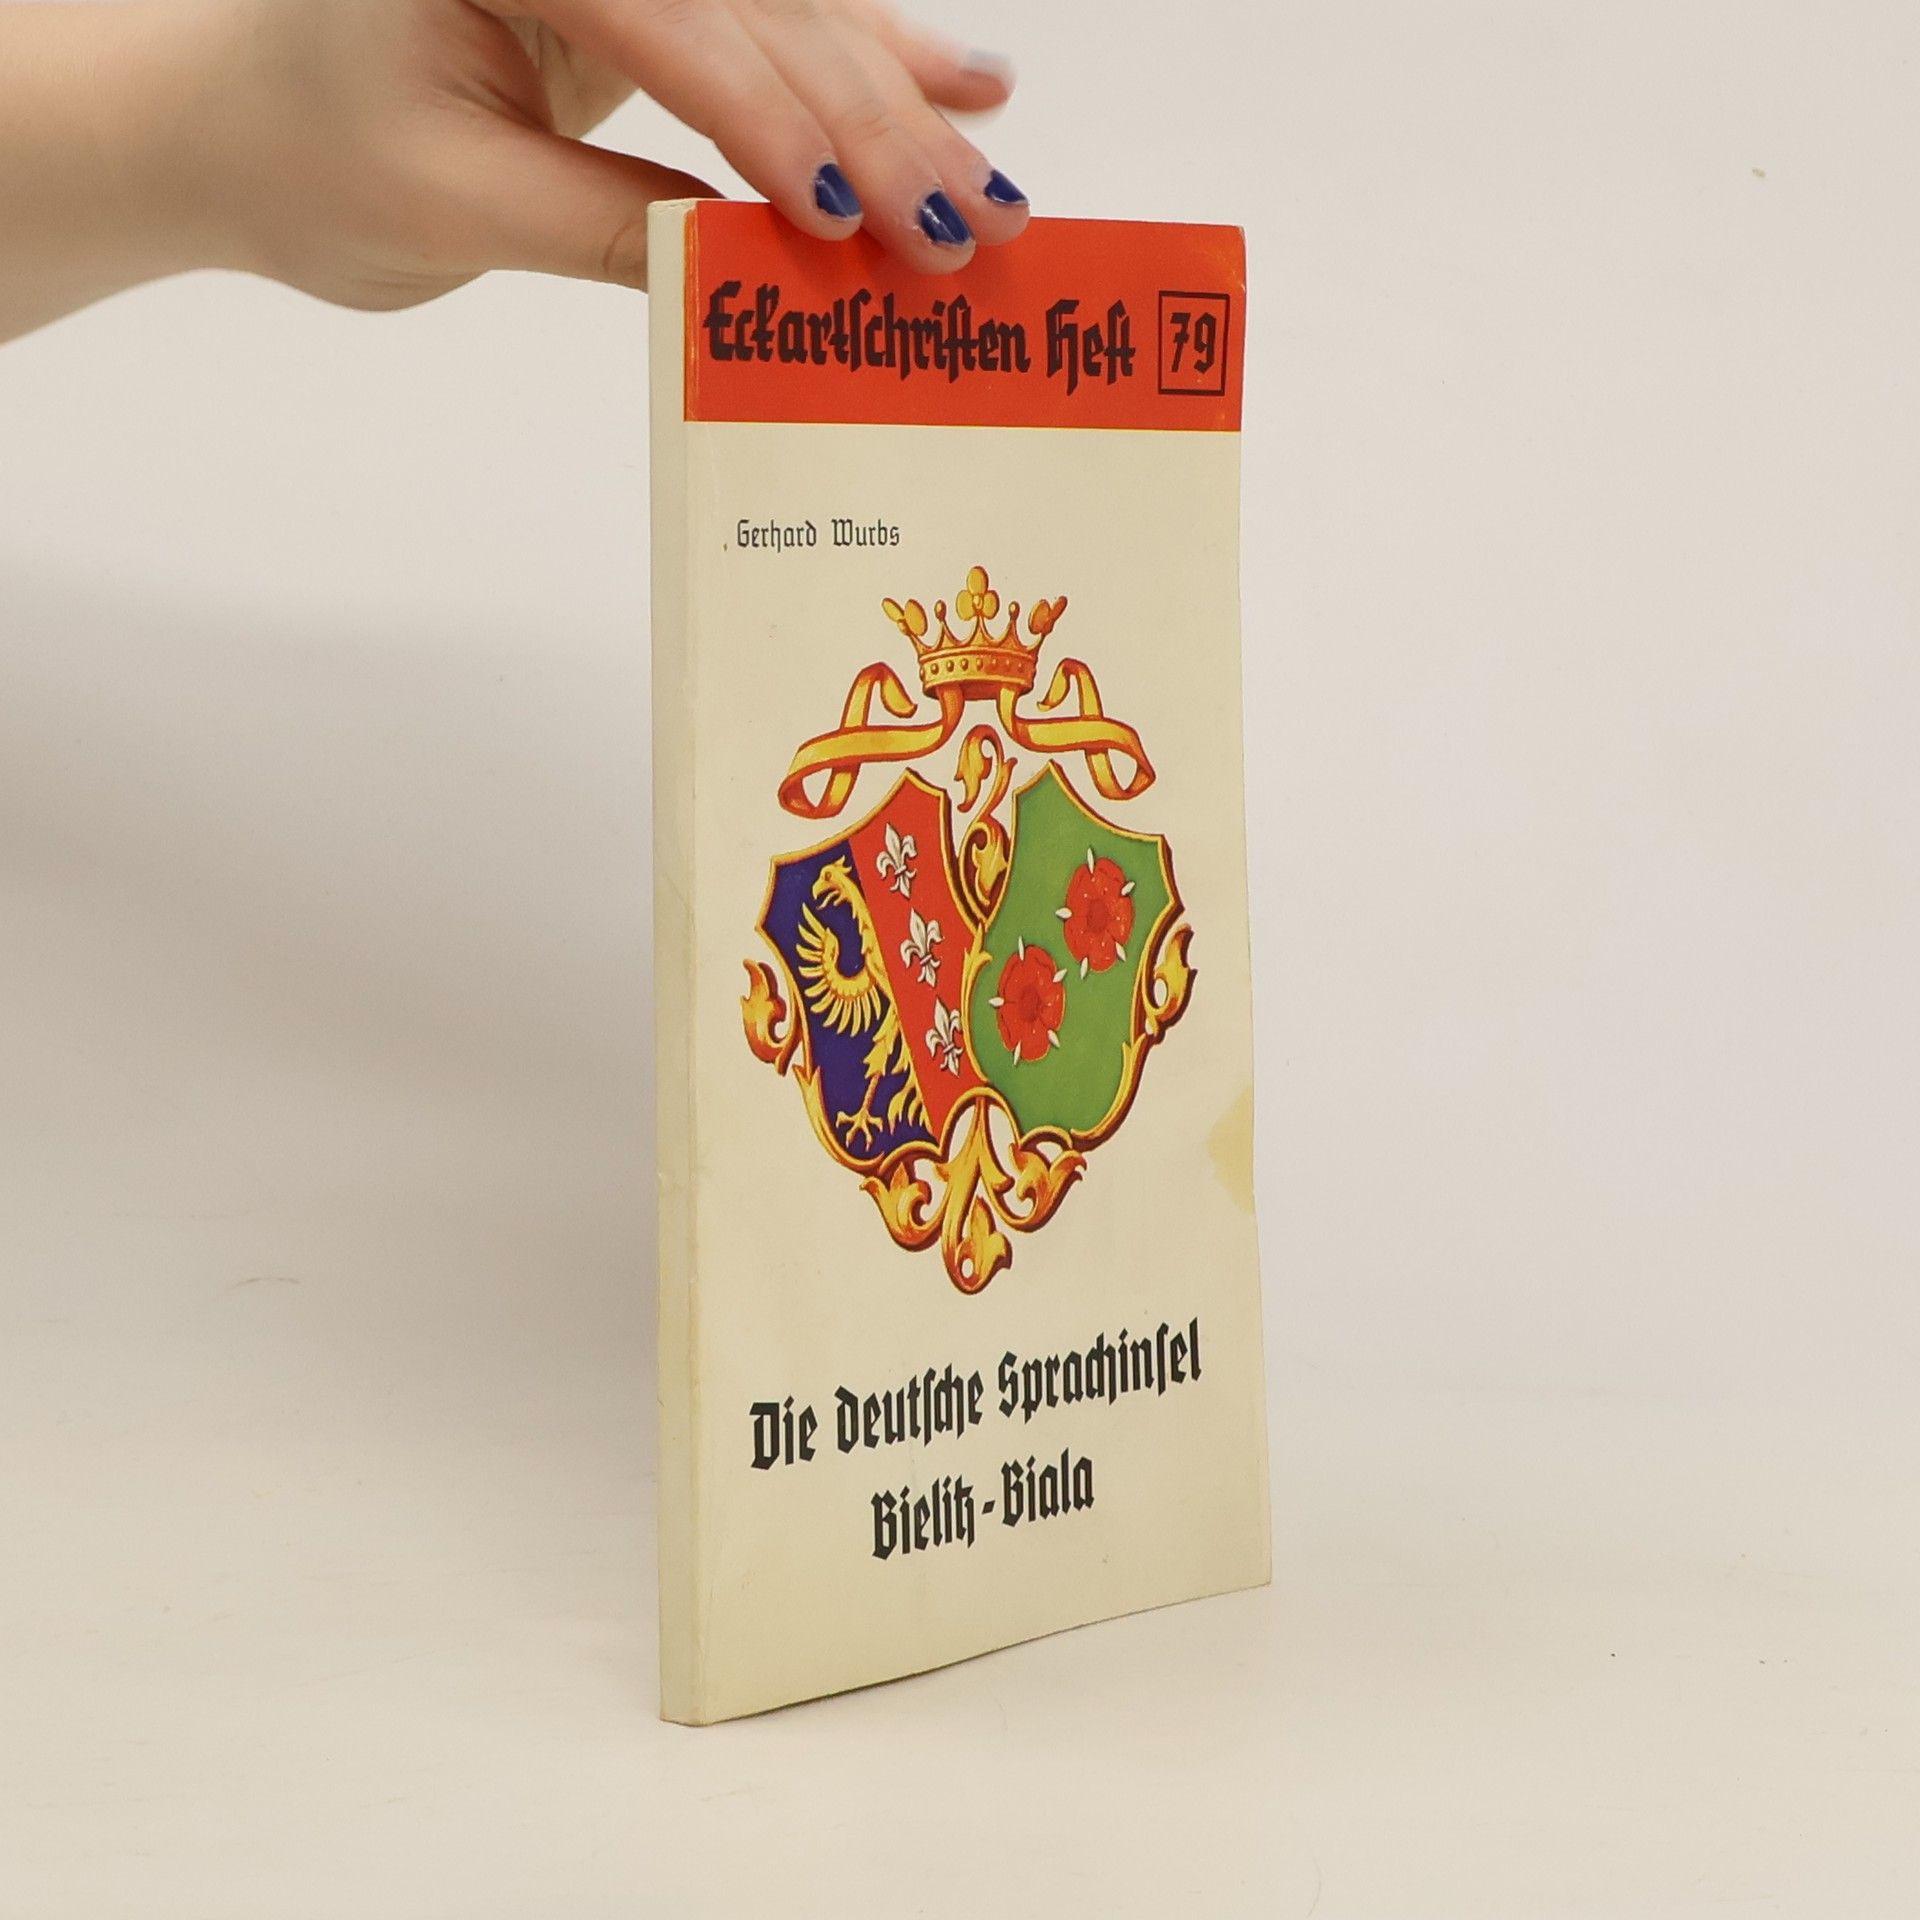 Eckartſchriften Heft 79
Gerhard Wurbs
Die deutſche Sprachinſel
Bielitz-Biala